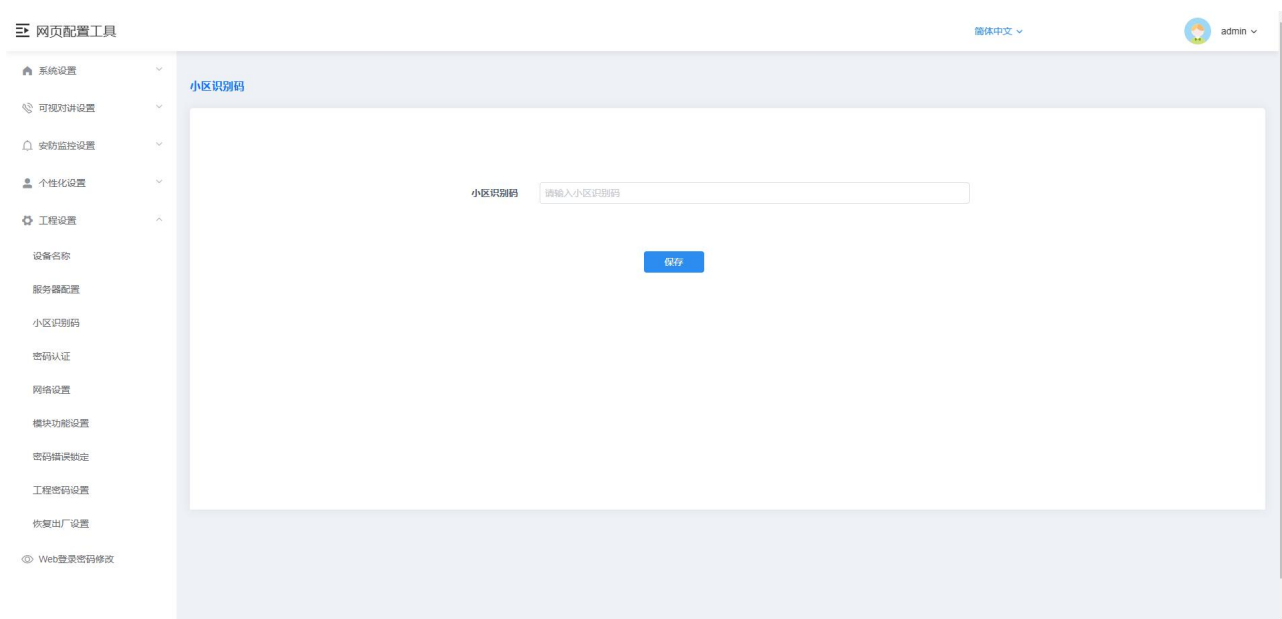 网页配置工具
简体中文
admin
系统设置
可视对讲设置
安防监控设置
个性化设置
工程设置
设备名称
服务器配置
小区识别码
密码认证
网络设置
模块功能设置
密码错误锁定
工程密码设置
恢复出厂设置
Web登录密码修改
小区识别码
小区识别码
请输入小区识别码
保存